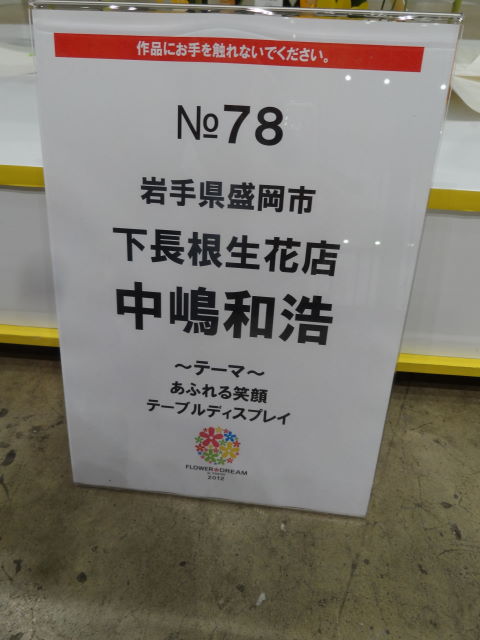 作品にお手を触れないでください。
№78
岩手県盛岡市
下長根生花店
中嶋和浩
～テーマ～
あふれる笑顔
テーブルディスプレイ
FLOWER DREAM
2012